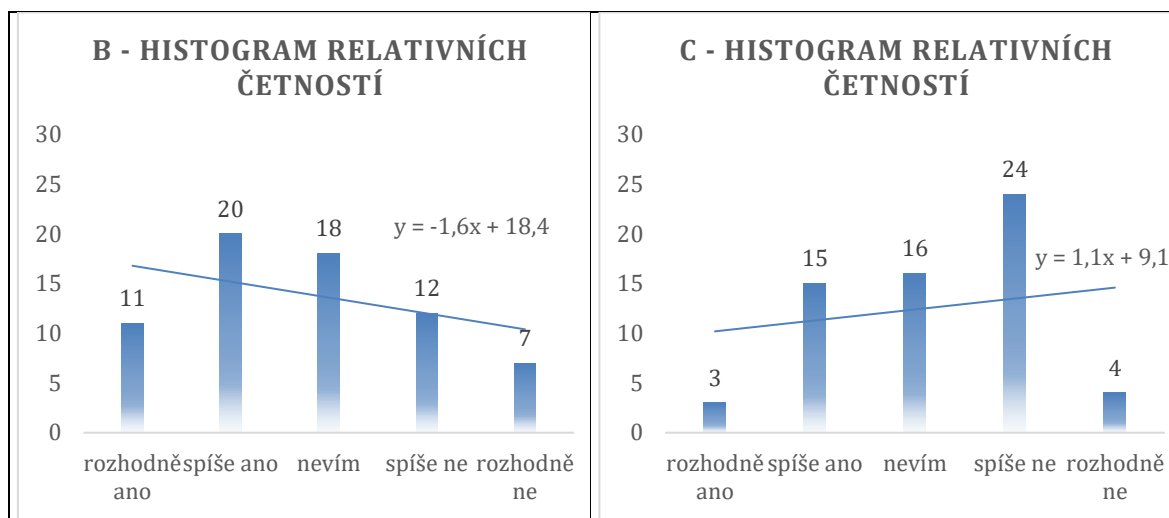 B - HISTOGRAM RELATIVNÍCH
ČETNOSTÍ
30
25
20
15
10
5
0
11
20
18
12
7
y = -1,6x + 18,4
rozhodně ano
spíše ano
nevím
spíše ne
rozhodně ne
C - HISTOGRAM RELATIVNÍCH
ČETNOSTÍ
30
25
20
15
10
5
0
3
15
16
24
4
y = 1,1x + 9,1
rozhodně ano
spíše ano
nevím
spíše ne
rozhodně ne